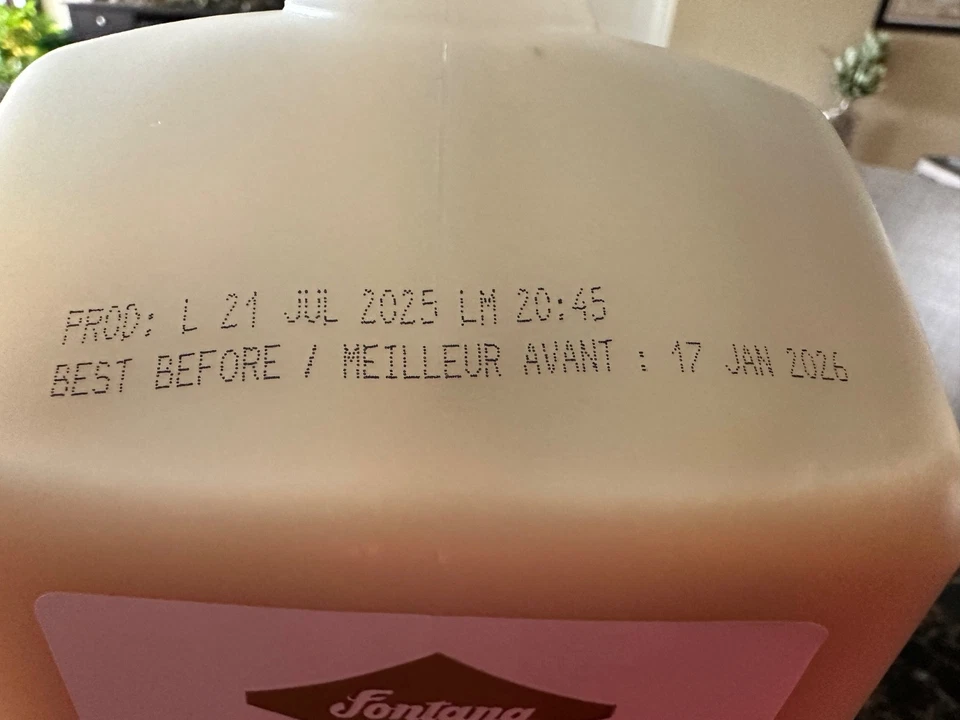 PROD: L 21 JUL 2025 LM 20:45
BEST BEFORE / MEILLEUR AVANT : 17 JAN 2026
Fontana